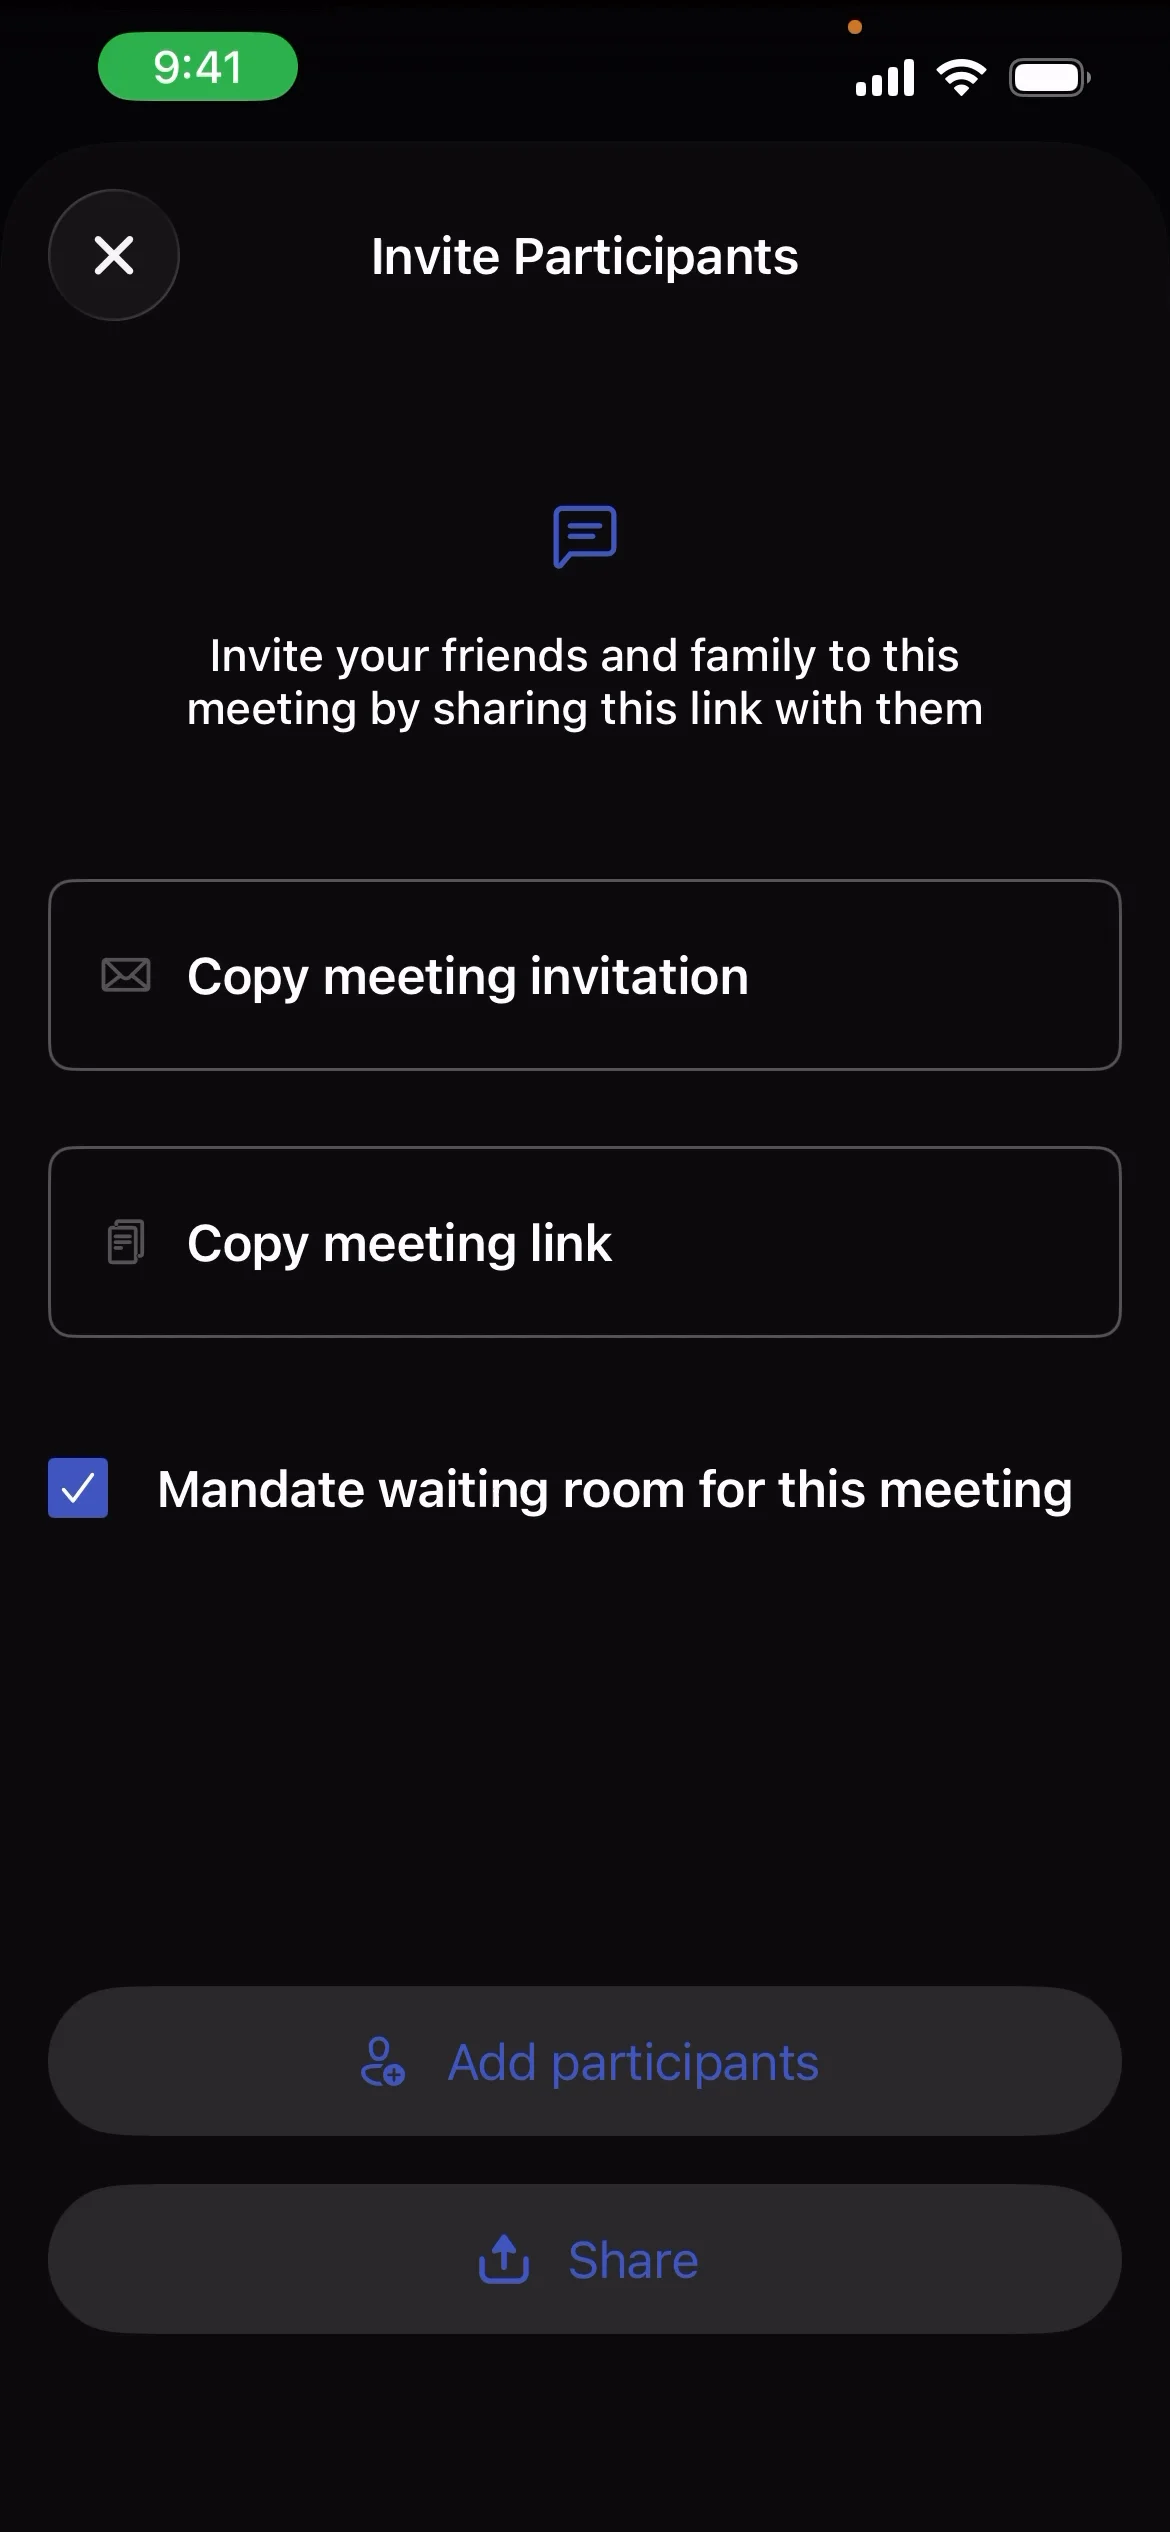 9:41
Invite Participants
Invite your friends and family to this
meeting by sharing this link with them
Copy meeting invitation
Copy meeting link
Mandate waiting room for this meeting
Add participants
Share